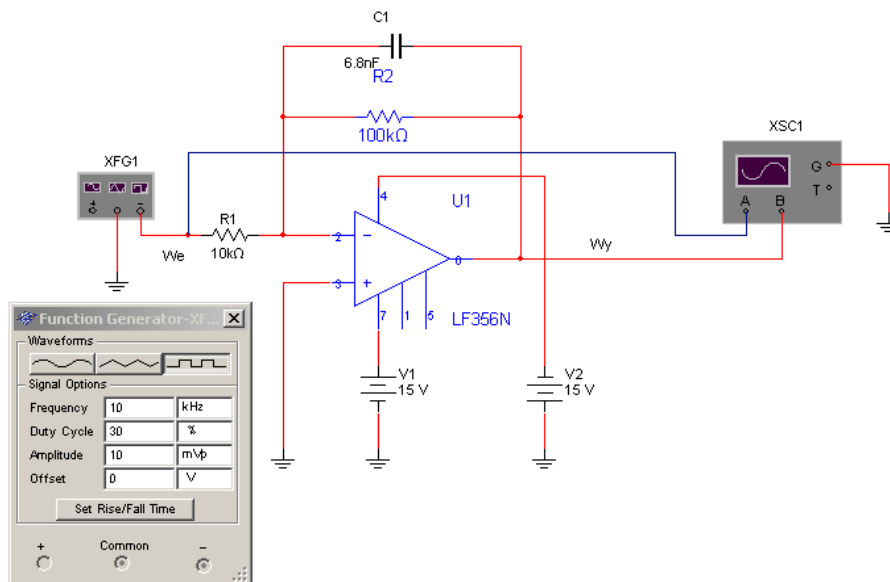 C1
6.8nF
R2
100kΩ
XSC1
G
T
A B
XFG1
+ −
4
U1
R1
10kΩ
We
2 −
3 +
6
Wy
7 1 5
LF356N
V1
15 V
V2
15 V
Function Generator-XF...
Waveforms
Signal Options
Frequency 10 kHz
Duty Cycle 30 %
Amplitude 10 mVp
Offset 0 V
Set Rise/Fall Time
+ Common −